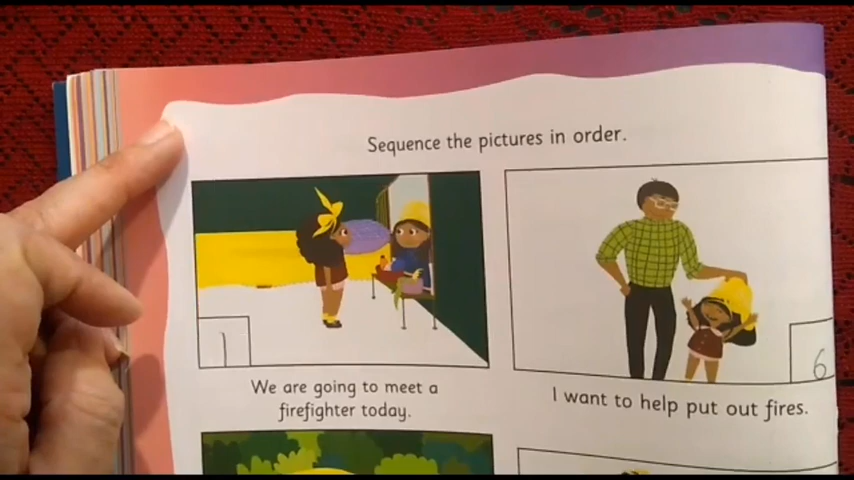 Sequence the pictures in order.
1
6
We are going to meet a
firefighter today.
I want to help put out fires.